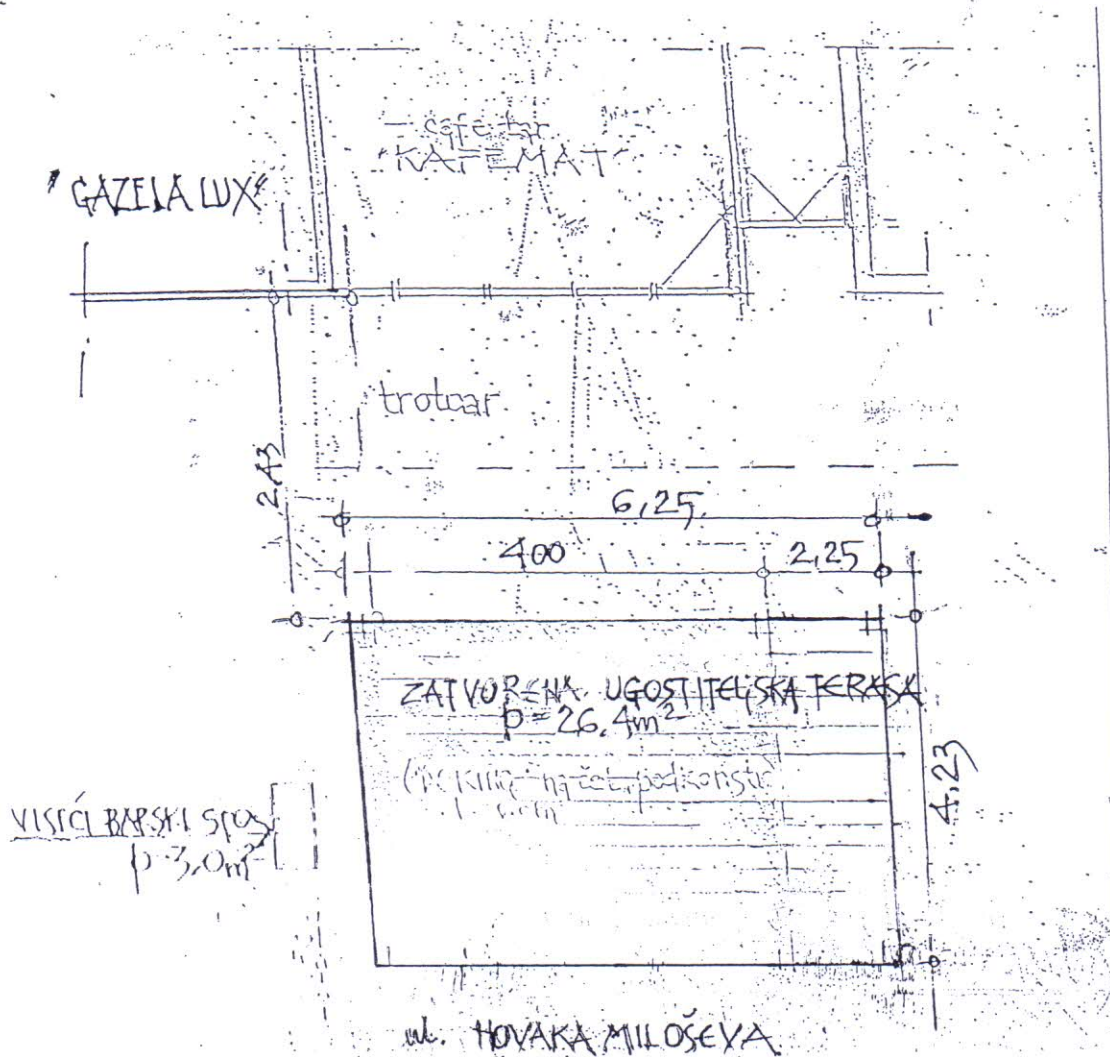 - cafe bar
"KAFEMAT"
"GAZELA LUX"
trotoar
2.43
6,25
400
2,25
ZATVORENA UGOSTITELJSKA TERASA
p=26.4m²
4,23
VISIĆI BARSKI STO
p=3,0m²
ul. NOVAKA MILOŠEVA